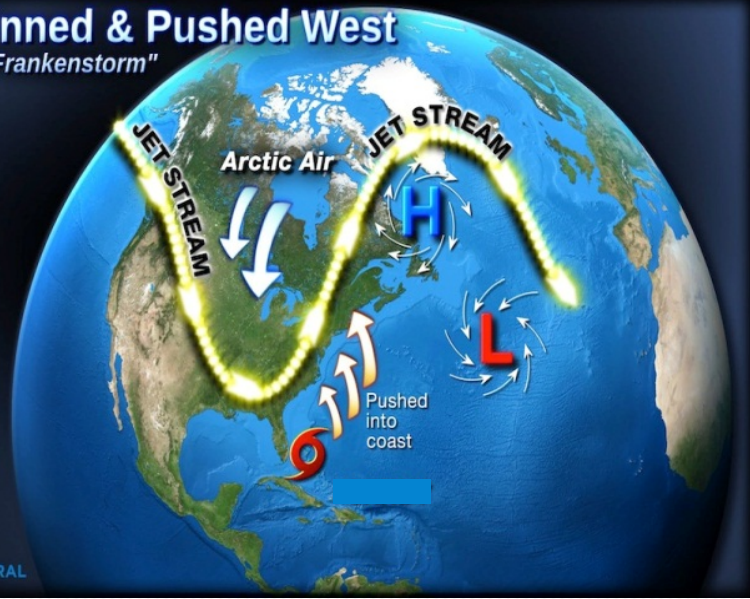 nned & Pushed West
Frankenstorm"
JET STREAM
Arctic Air
JET STREAM
H
L
Pushed
into
coast
RAL